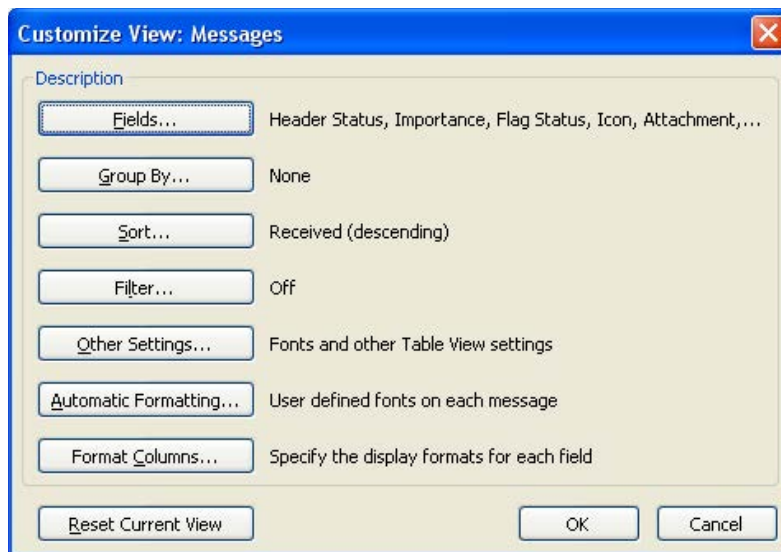 Customize View: Messages
Description
Fields... Header Status, Importance, Flag Status, Icon, Attachment,...
Group By... None
Sort... Received (descending)
Filter... Off
Other Settings... Fonts and other Table View settings
Automatic Formatting... User defined fonts on each message
Format Columns... Specify the display formats for each field
Reset Current View OK Cancel